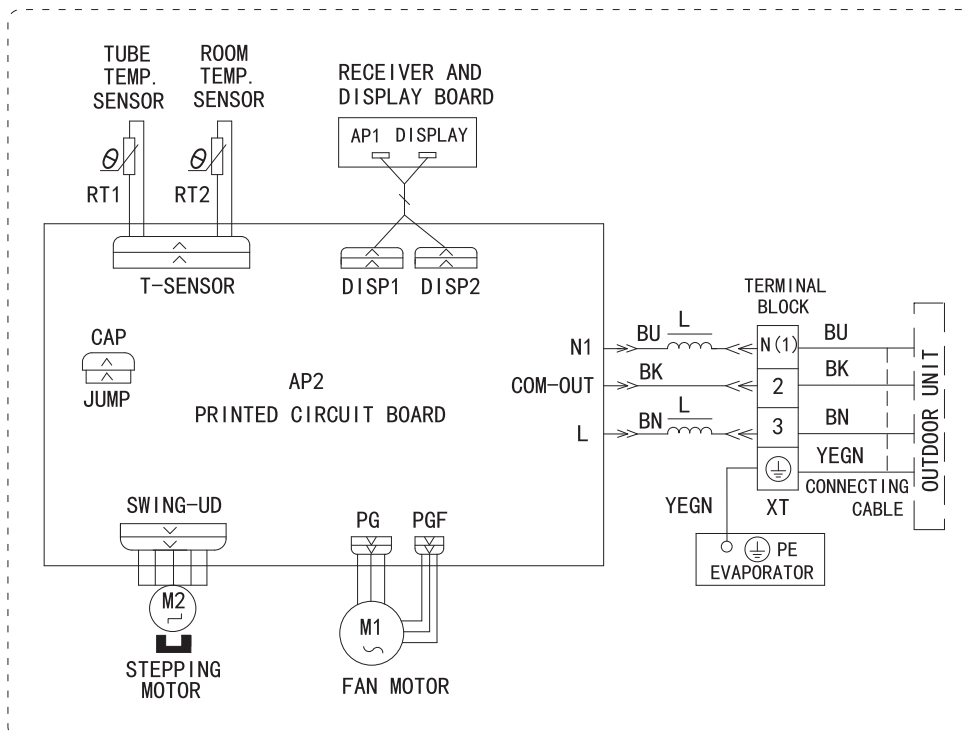 TUBE
TEMP.
SENSOR
ROOM
TEMP.
SENSOR
RECEIVER AND
DISPLAY BOARD
AP1 DISPLAY
θ
RT1
θ
RT2
T-SENSOR
DISP1 DISP2
TERMINAL
BLOCK
CAP
JUMP
AP2
PRINTED CIRCUIT BOARD
N1
BU
L
N(1)
BU
COM-OUT
BK
2
BK
L
BN
L
3
BN
YEGN
OUTDOOR UNIT
CONNECTING
CABLE
YEGN
XT
PE
EVAPORATOR
SWING-UD
PG PGF
M2
STEPPING
MOTOR
M1
FAN MOTOR